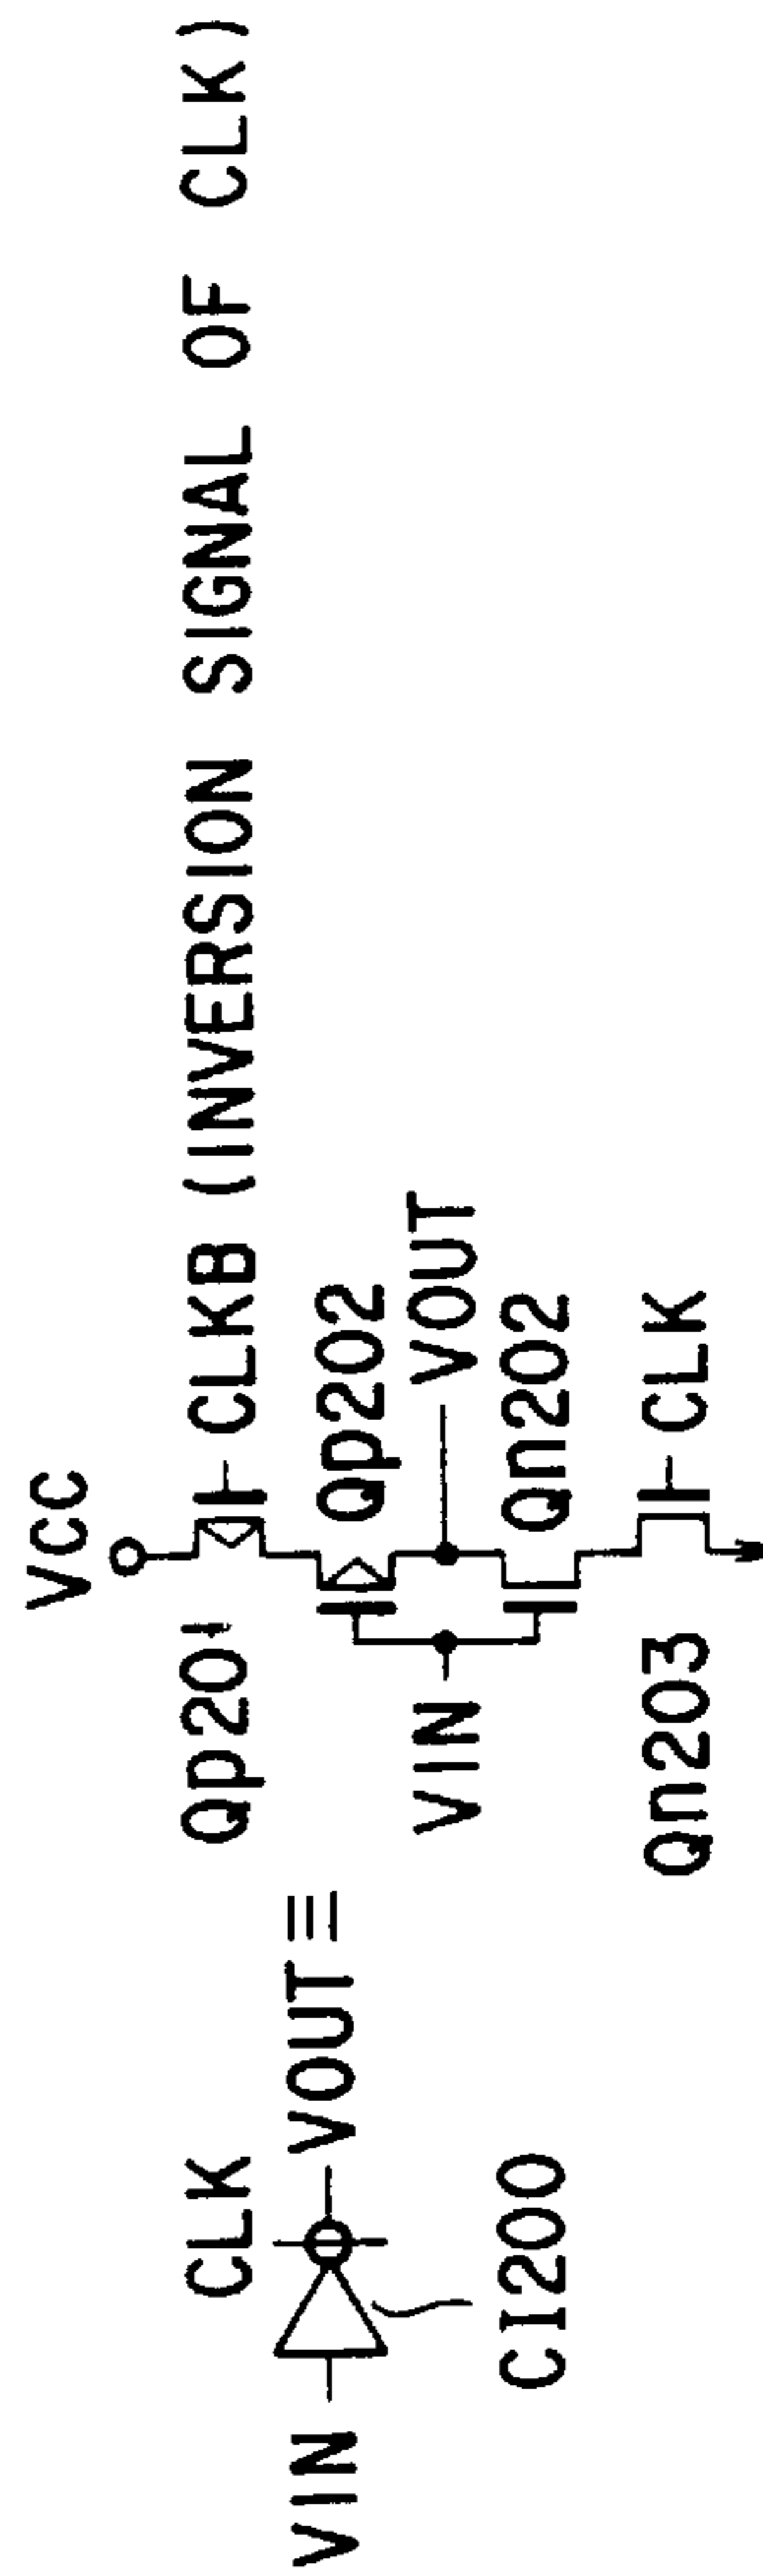 VCC
Qp201
CLKB (INVERSION SIGNAL OF CLK)
Qp202
VIN
VOUT
Qn202
Qn203
CLK
CLK
VIN
VOUT≡
CI200